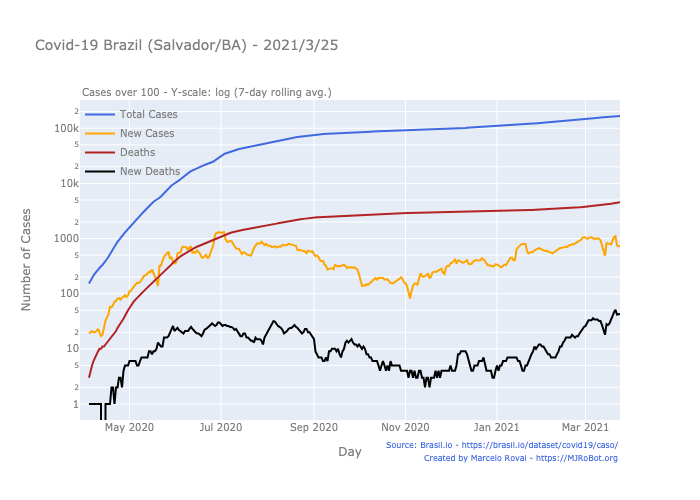 Covid-19 Brazil (Salvador/BA) - 2021/3/25
Cases over 100 - Y-scale: log (7-day rolling avg.)
Total Cases
New Cases
Deaths
New Deaths
2
100k
5
2
10k
5
2
1000
5
2
100
5
2
10
5
2
1
Number of Cases
May 2020
Jul 2020
Sep 2020
Nov 2020
Jan 2021
Mar 2021
Day
Source: Brasil.io - https://brasil.io/dataset/covid19/caso/
Created by Marcelo Rovai - https://MJRoBot.org